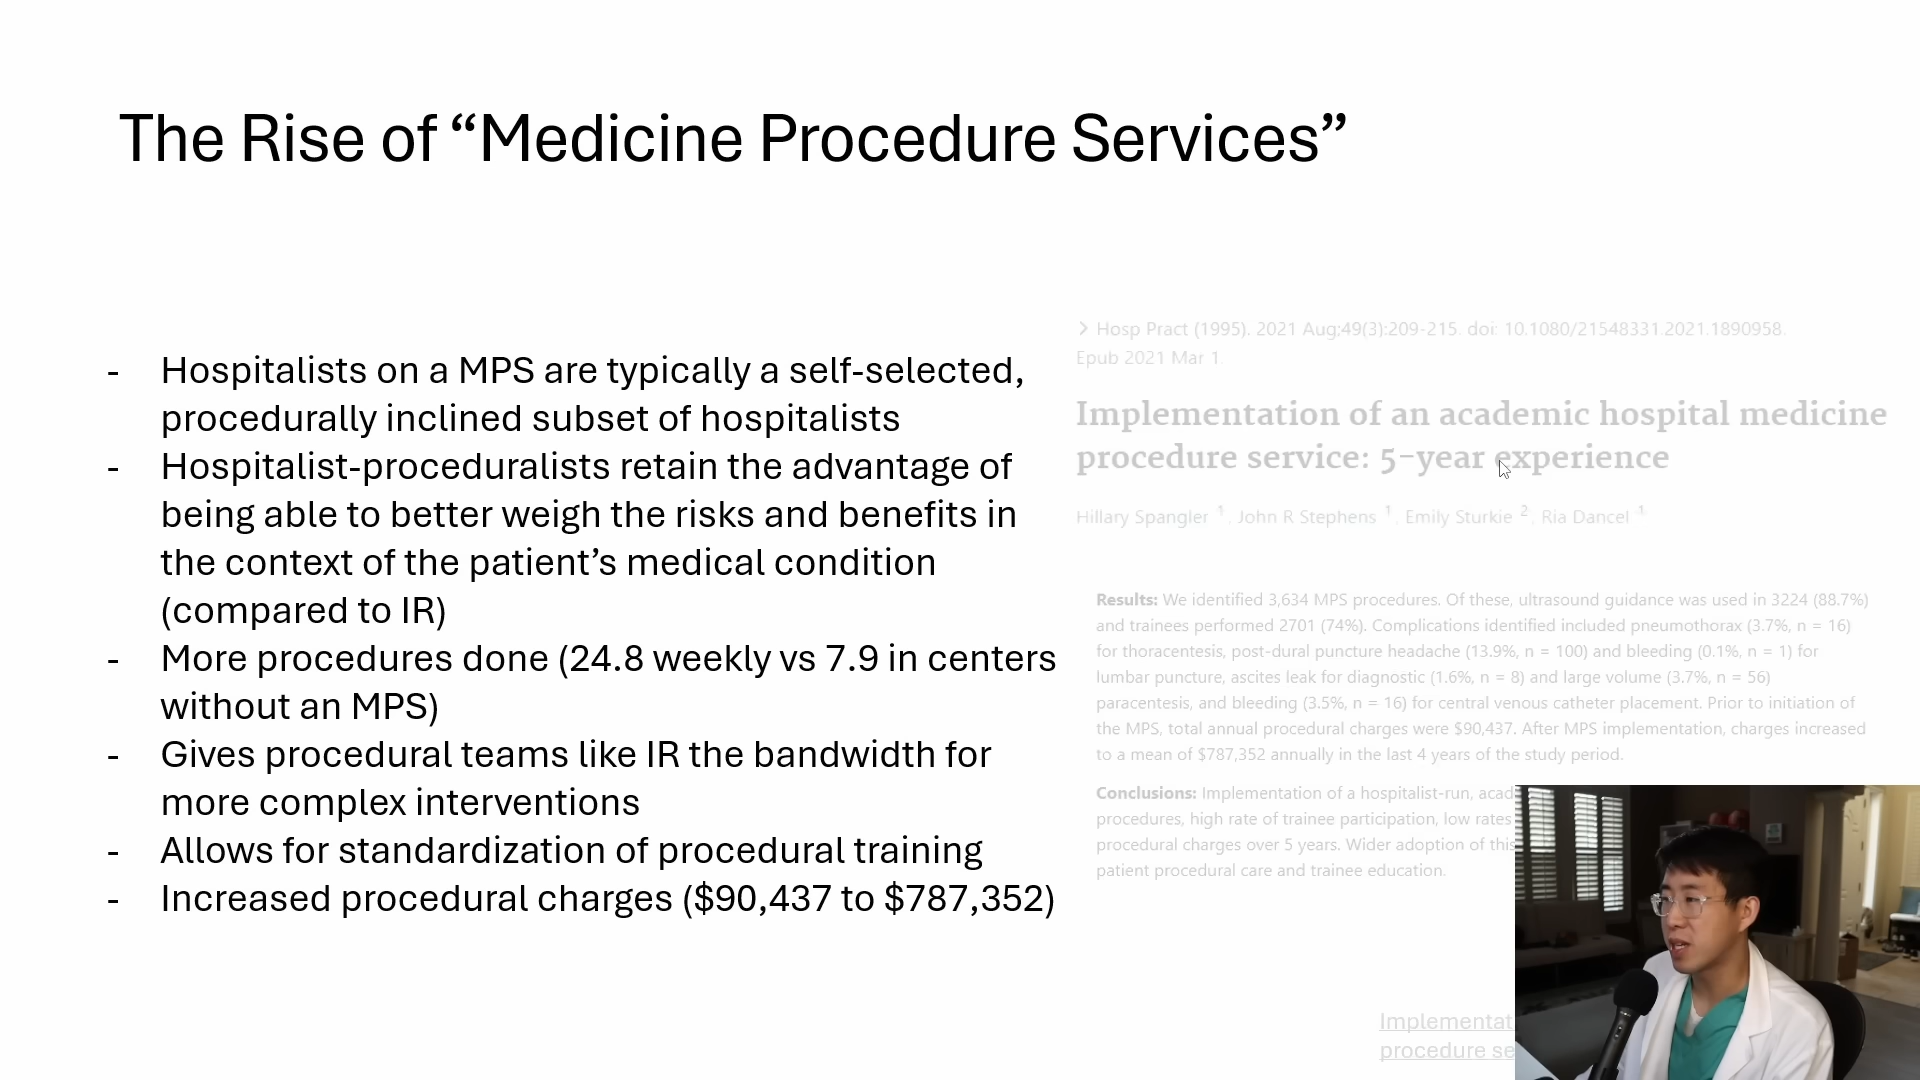 The Rise of “Medicine Procedure Services”
- Hospitalists on a MPS are typically a self-selected,
procedurally inclined subset of hospitalists
- Hospitalist-proceduralists retain the advantage of
being able to better weigh the risks and benefits in
the context of the patient’s medical condition
(compared to IR)
- More procedures done (24.8 weekly vs 7.9 in centers
without an MPS)
- Gives procedural teams like IR the bandwidth for
more complex interventions
- Allows for standardization of procedural training
- Increased procedural charges ($90,437 to $787,352)
> Hosp Pract (1995). 2021 Aug;49(3):209-215. doi: 10.1080/21548331.2021.1890958.
Epub 2021 Mar 1
Implementation of an academic hospital medicine
procedure service: 5-year experience
Hillary Spangler 1, John R Stephens 1, Emily Sturkie 2, Ria Dancel 1
Results: We identified 3,634 MPS procedures. Of these, ultrasound guidance was used in 3224 (88.7%)
and trainees performed 2701 (74%). Complications identified included pneumothorax (3.7%, n = 16)
for thoracentesis, post-dural puncture headache (13.9%, n = 100) and bleeding (0.1%, n = 1) for
lumbar puncture, ascites leak for diagnostic (1.6%, n = 8) and large volume (3.7%, n = 56)
paracentesis, and bleeding (3.5%, n = 16) for central venous catheter placement. Prior to initiation of
the MPS, total annual procedural charges were $90,437. After MPS implementation, charges increased
to a mean of $787,352 annually in the last 4 years of the study period.
Conclusions: Implementation of a hospitalist-run, acad
procedures, high rate of trainee participation, low rates
procedural charges over 5 years. Wider adoption of this
patient procedural care and trainee education.
Implementat
procedure se